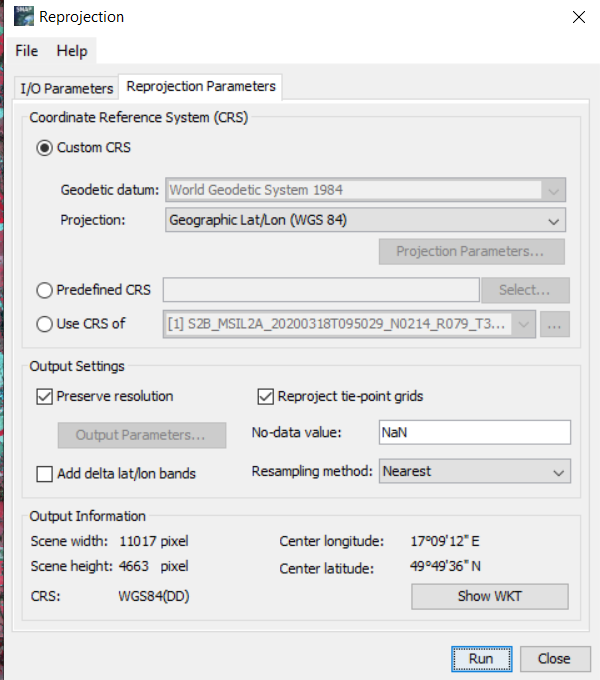 Reprojection
File Help
I/O Parameters Reprojection Parameters
Coordinate Reference System (CRS)
Custom CRS
Geodetic datum: World Geodetic System 1984
Projection: Geographic Lat/Lon (WGS 84)
Projection Parameters...
Predefined CRS Select...
Use CRS of [1] S2B_MSIL2A_20200318T095029_N0214_R079_T3... ...
Output Settings
Preserve resolution Reproject tie-point grids
Output Parameters... No-data value: NaN
Add delta lat/lon bands Resampling method: Nearest
Output Information
Scene width: 11017 pixel Center longitude: 17°09'12" E
Scene height: 4663 pixel Center latitude: 49°49'36" N
CRS: WGS84(DD) Show WKT
Run Close